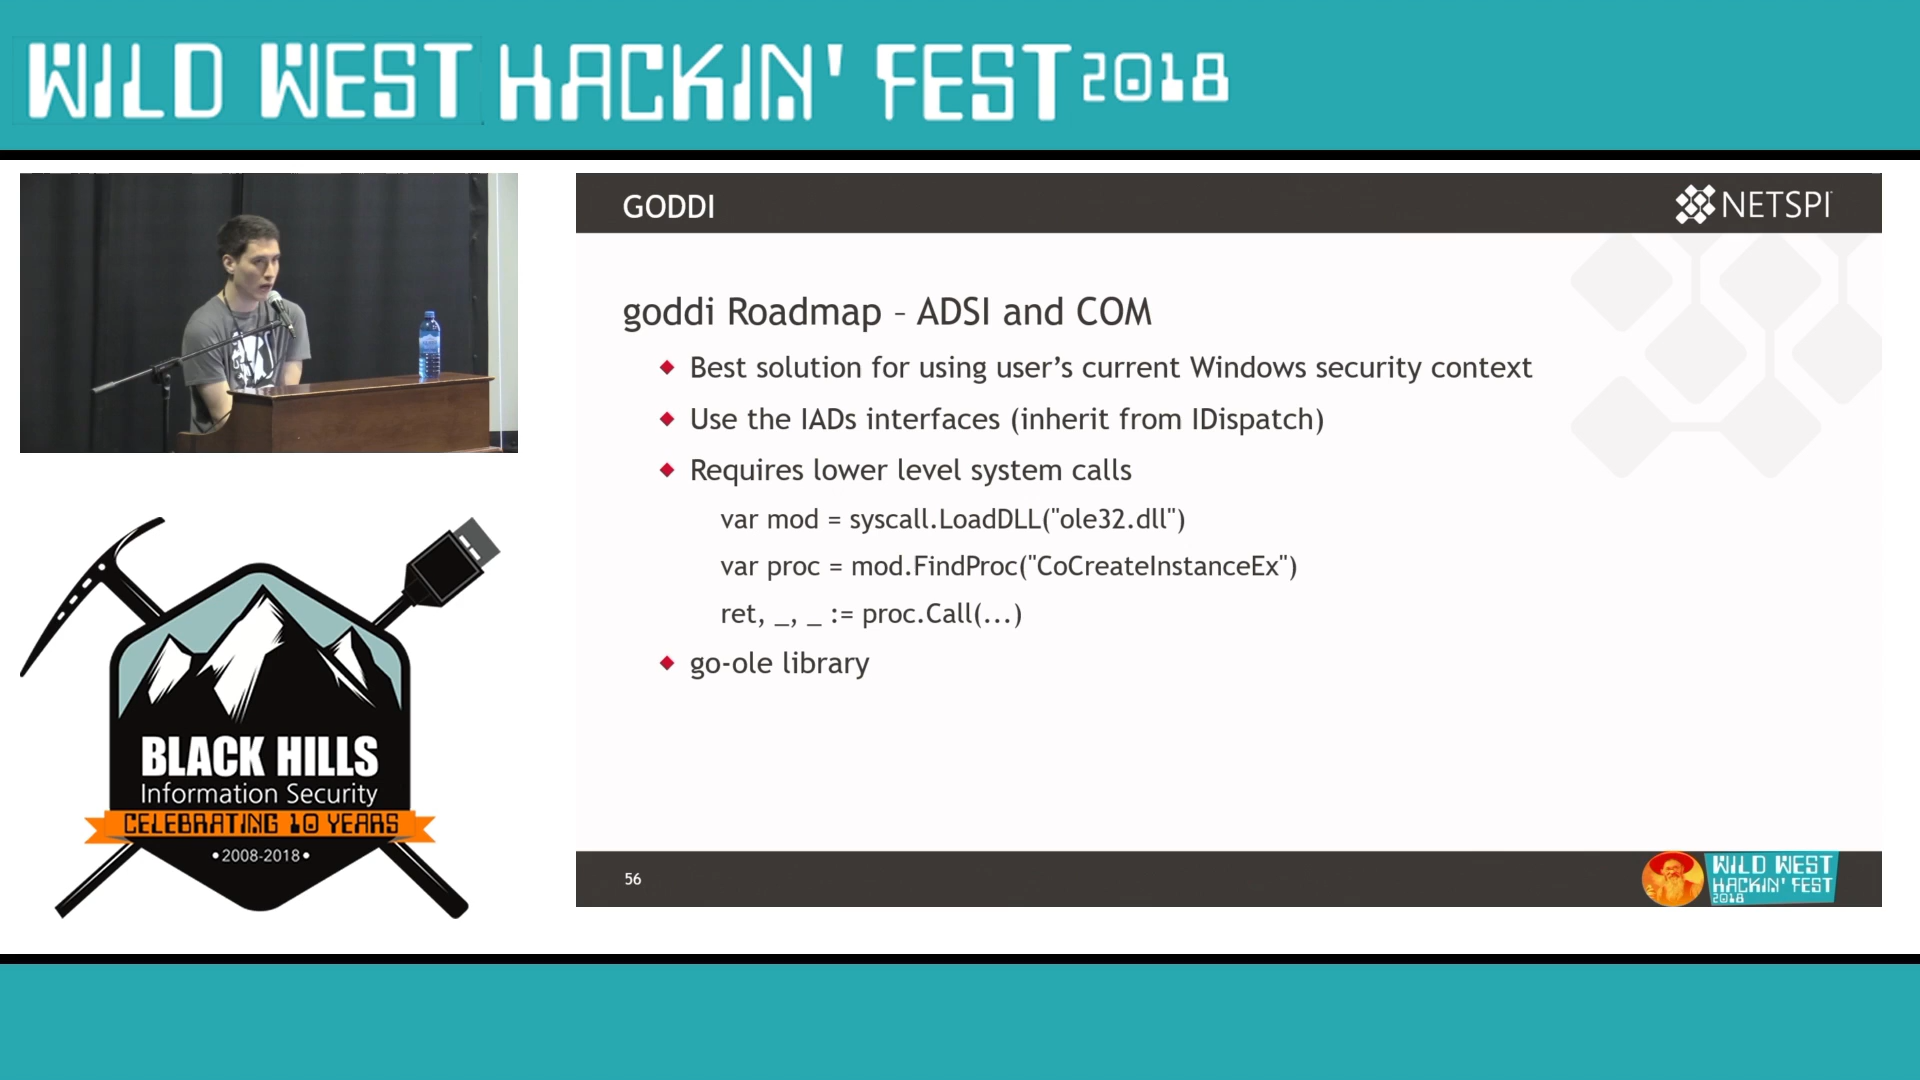 WILD WEST HACKIN' FEST 2018
GODDI
NETSPI
goddi Roadmap – ADSI and COM
Best solution for using user's current Windows security context
Use the IADs interfaces (inherit from IDispatch)
Requires lower level system calls
var mod = syscall.LoadDLL("ole32.dll")
var proc = mod.FindProc("CoCreateInstanceEx")
ret, _, _ := proc.Call(...)
go-ole library
56
WILD WEST
HACKIN' FEST
2018
BLACK HILLS
Information Security
CELEBRATING 10 YEARS
•2008-2018•